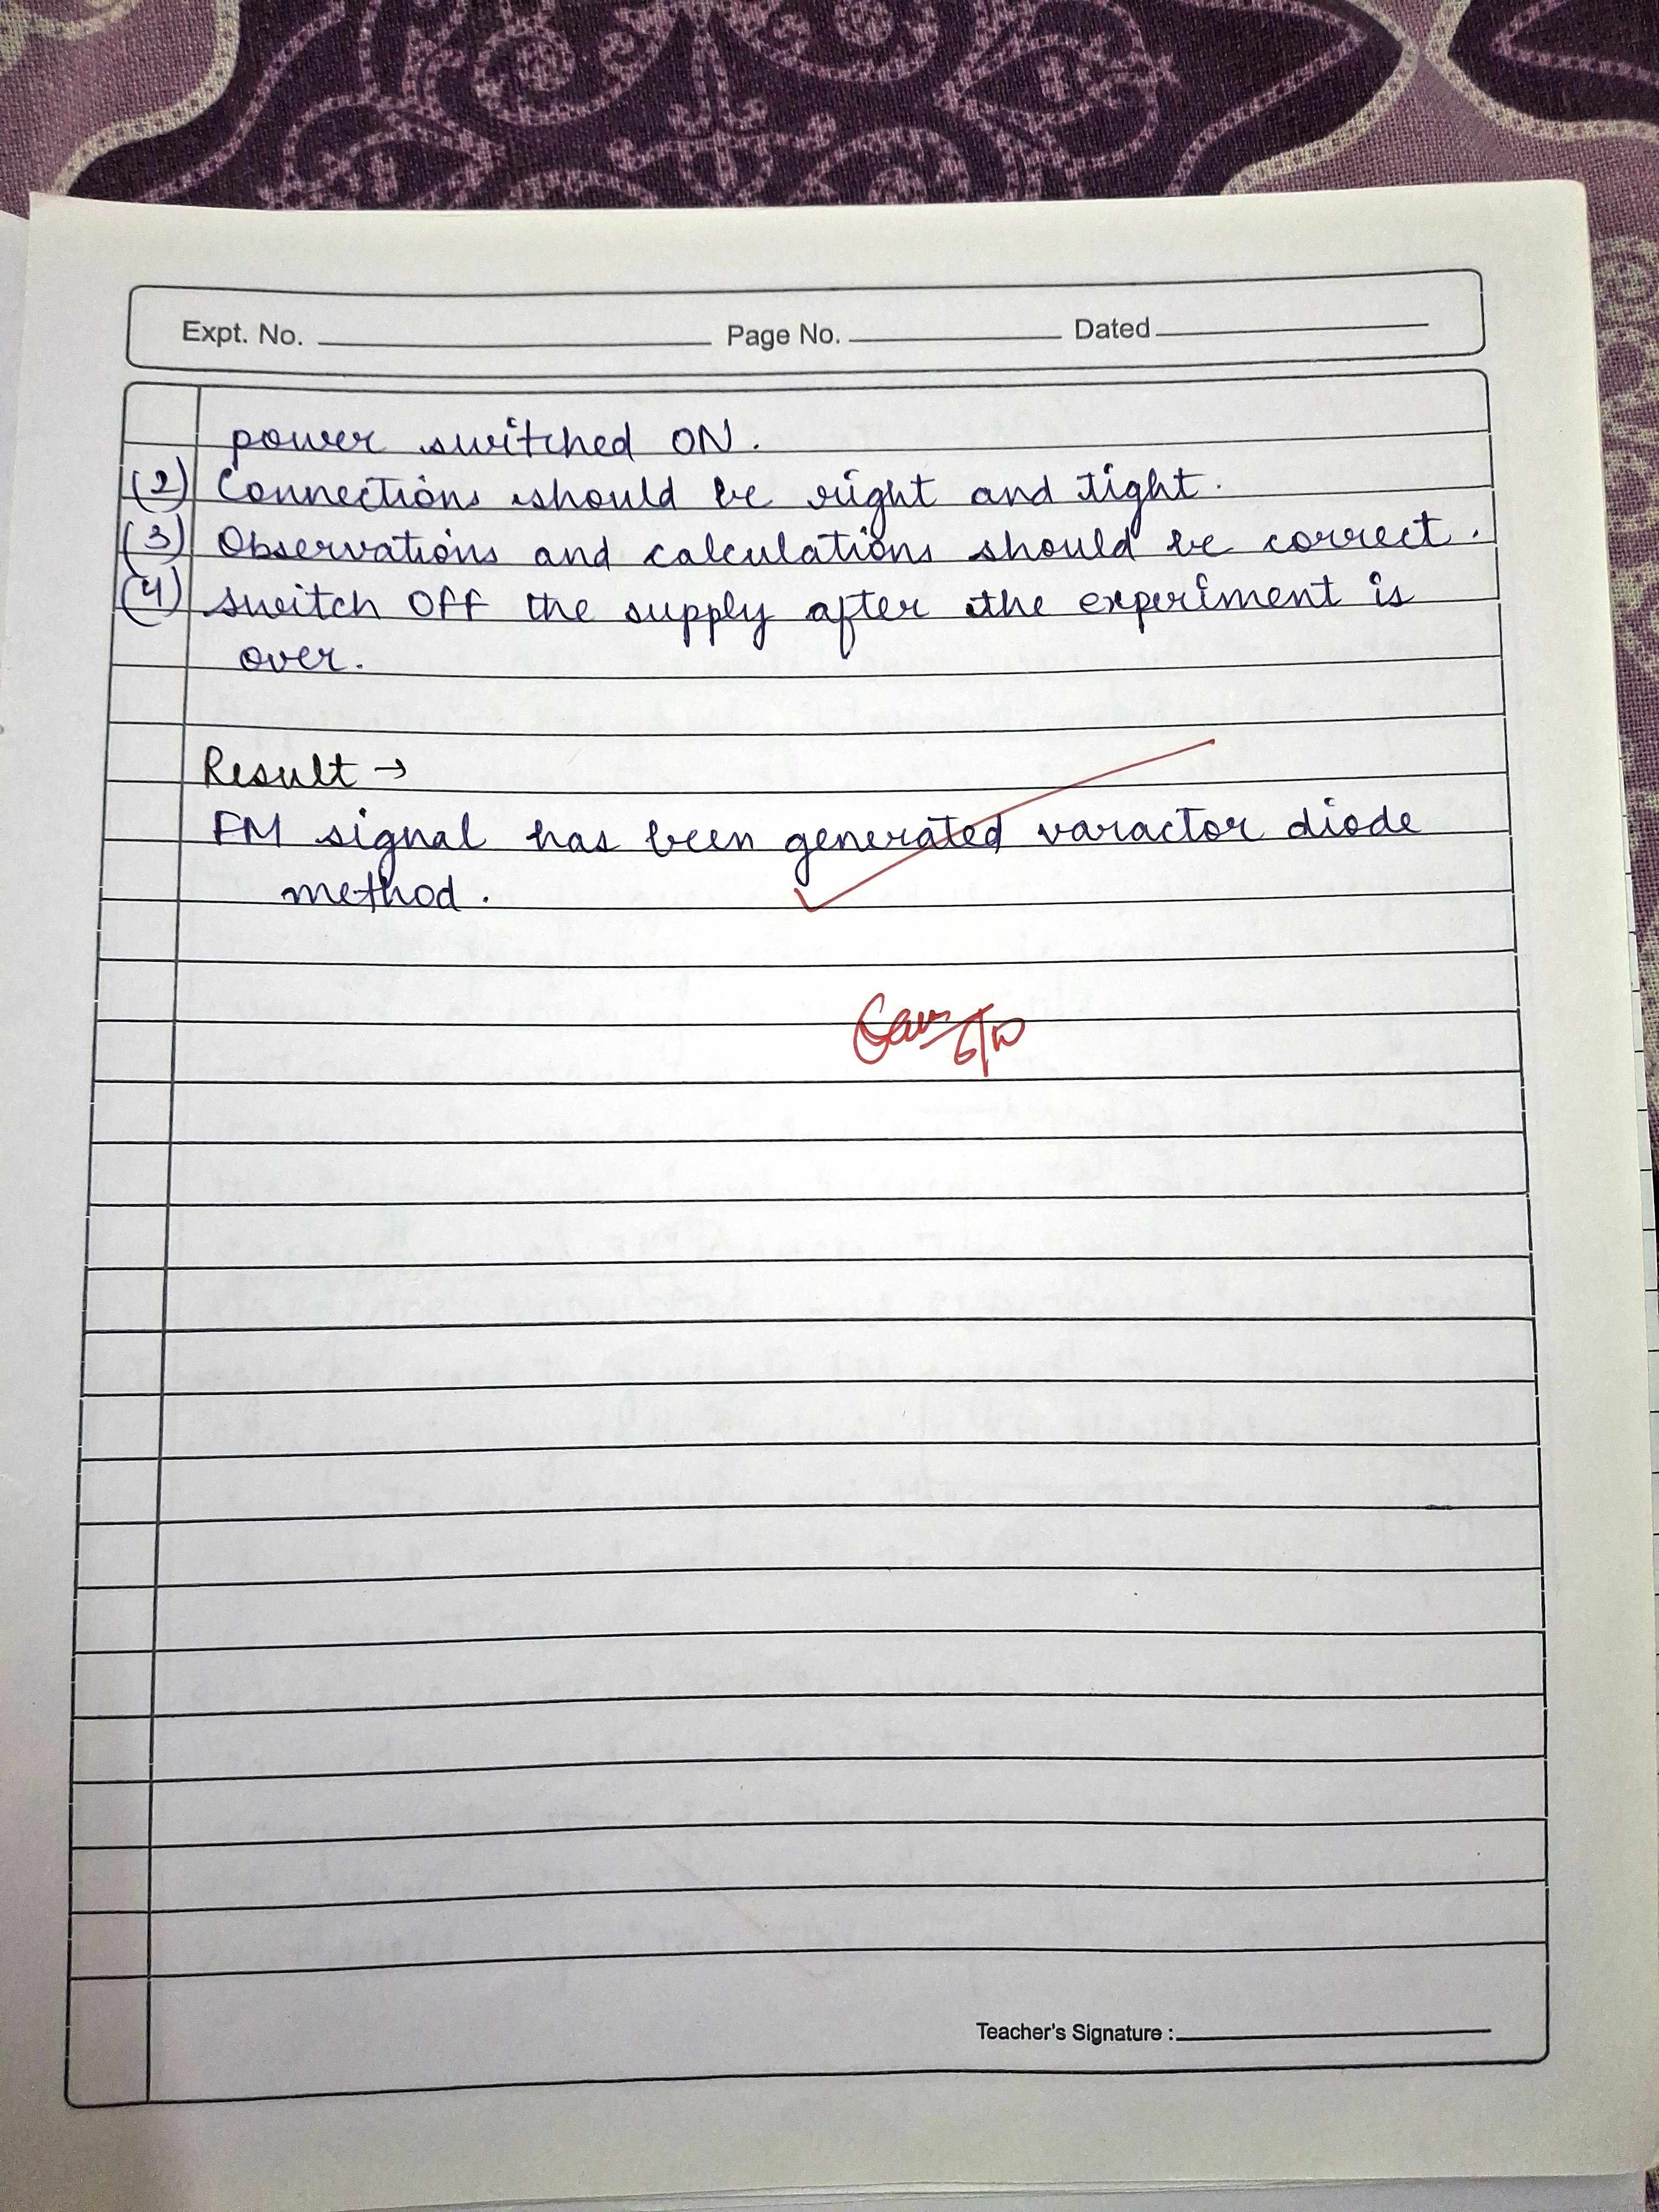 Expt. No. Page No. Dated
power switched ON.
(2) Connections should be right and tight.
(3) Observations and calculations should be correct.
(4) switch OFF the supply after the experiment is
over.
Result →
FM signal has been generated varactor diode
method.
6/10
Teacher's Signature :